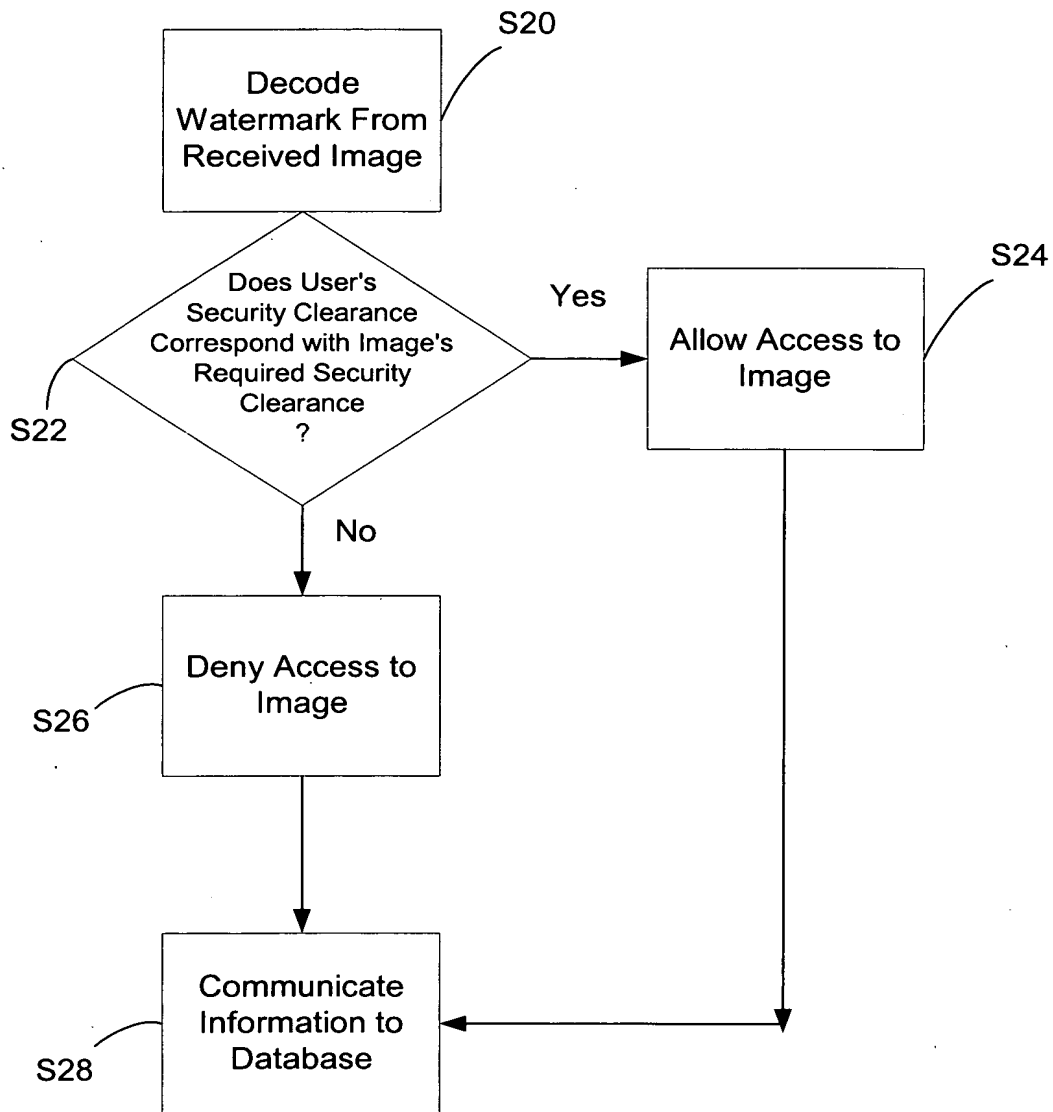 S20
Decode
Watermark From
Received Image
Does User's
Security Clearance
Correspond with Image's
Required Security
Clearance
?
S22
Yes
S24
Allow Access to
Image
No
Deny Access to
Image
S26
Communicate
Information to
Database
S28